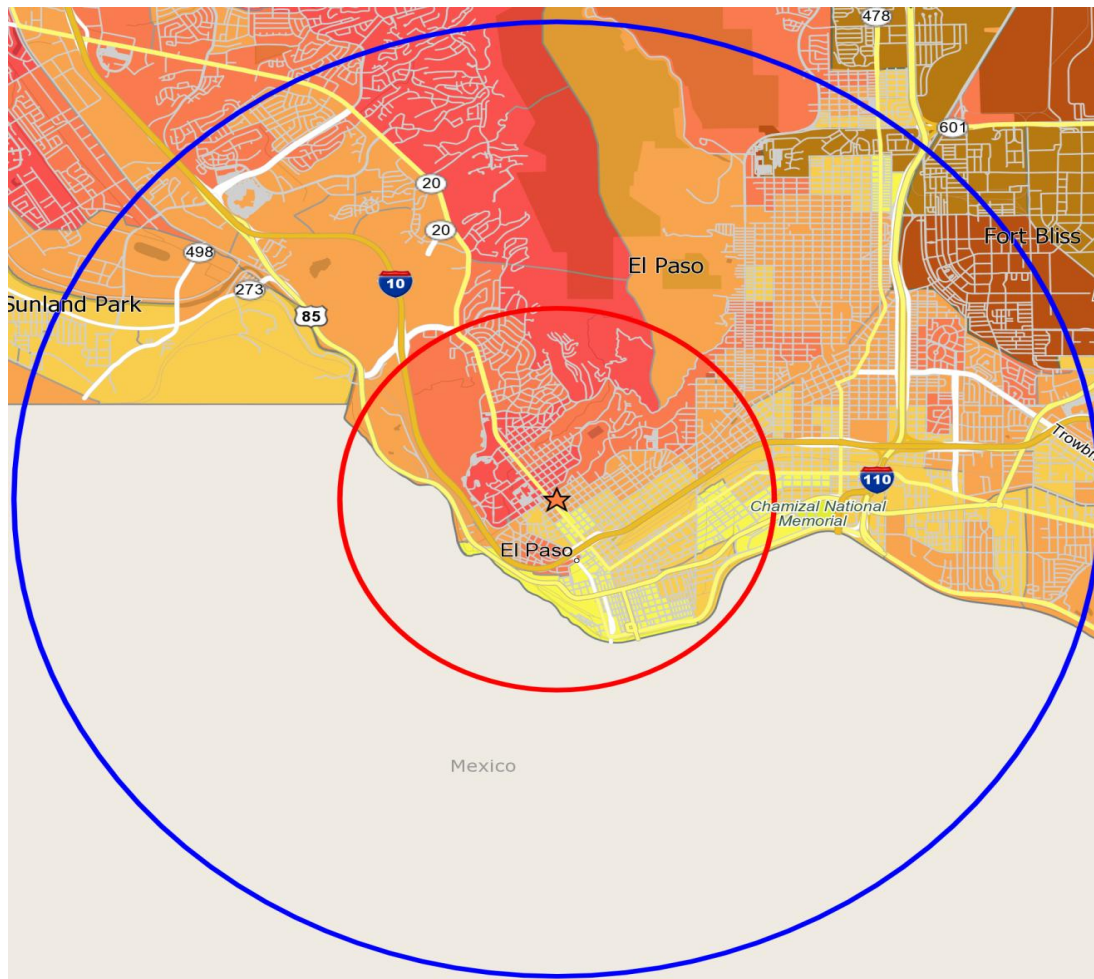 478
601
20
20
Fort Bliss
498
El Paso
273
10
Sunland Park
85
Trowb
110
Chamizal National
Memorial
El Paso
Mexico